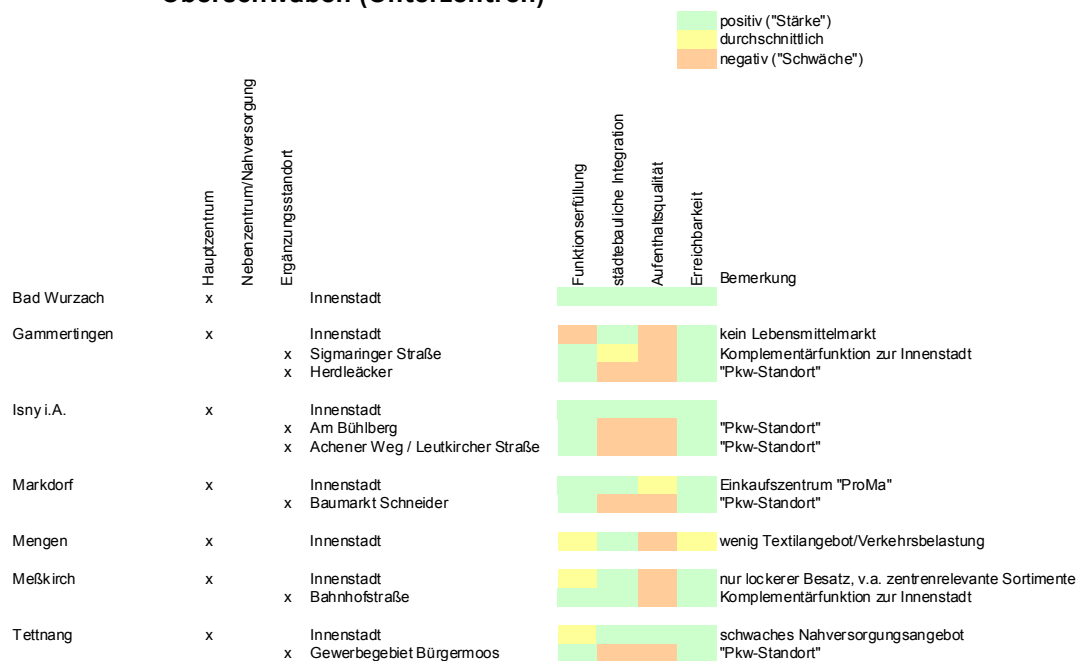 Oberschwaben (Unterzentren)
positiv ("Stärke")
durchschnittlich
negativ ("Schwäche")
Hauptzentrum
Nebenzentrum/Nahversorgung
Ergänzungsstandort
Funktionserfüllung
städtebauliche Integration
Aufenthaltsqualität
Erreichbarkeit
Bemerkung
Bad Wurzach x Innenstadt
Gammertingen x Innenstadt kein Lebensmittelmarkt
x Sigmaringer Straße Komplementärfunktion zur Innenstadt
x Herdleäcker "Pkw-Standort"
Isny i.A. x Innenstadt
x Am Bühlberg "Pkw-Standort"
x Achener Weg / Leutkircher Straße "Pkw-Standort"
Markdorf x Innenstadt Einkaufszentrum "ProMa"
x Baumarkt Schneider "Pkw-Standort"
Mengen x Innenstadt wenig Textilangebot/Verkehrsbelastung
Meßkirch x Innenstadt nur lockerer Besatz, v.a. zentrenrelevante Sortimente
x Bahnhofstraße Komplementärfunktion zur Innenstadt
Tettnang x Innenstadt schwaches Nahversorgungsangebot
x Gewerbegebiet Bürgermoos "Pkw-Standort"